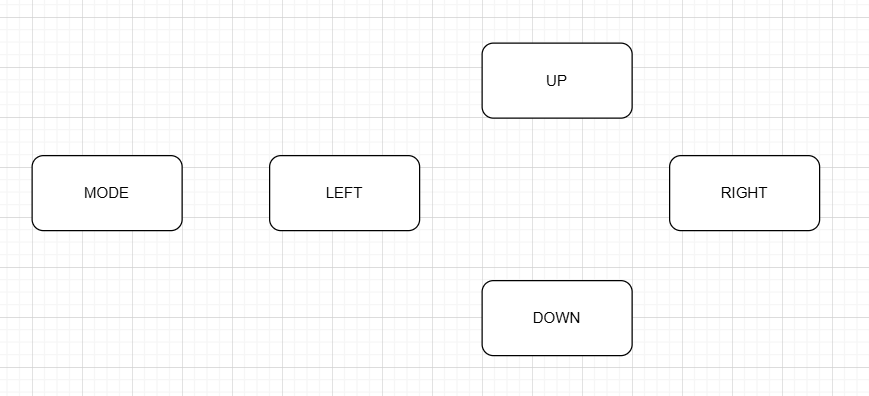 UP
MODE
LEFT
RIGHT
DOWN